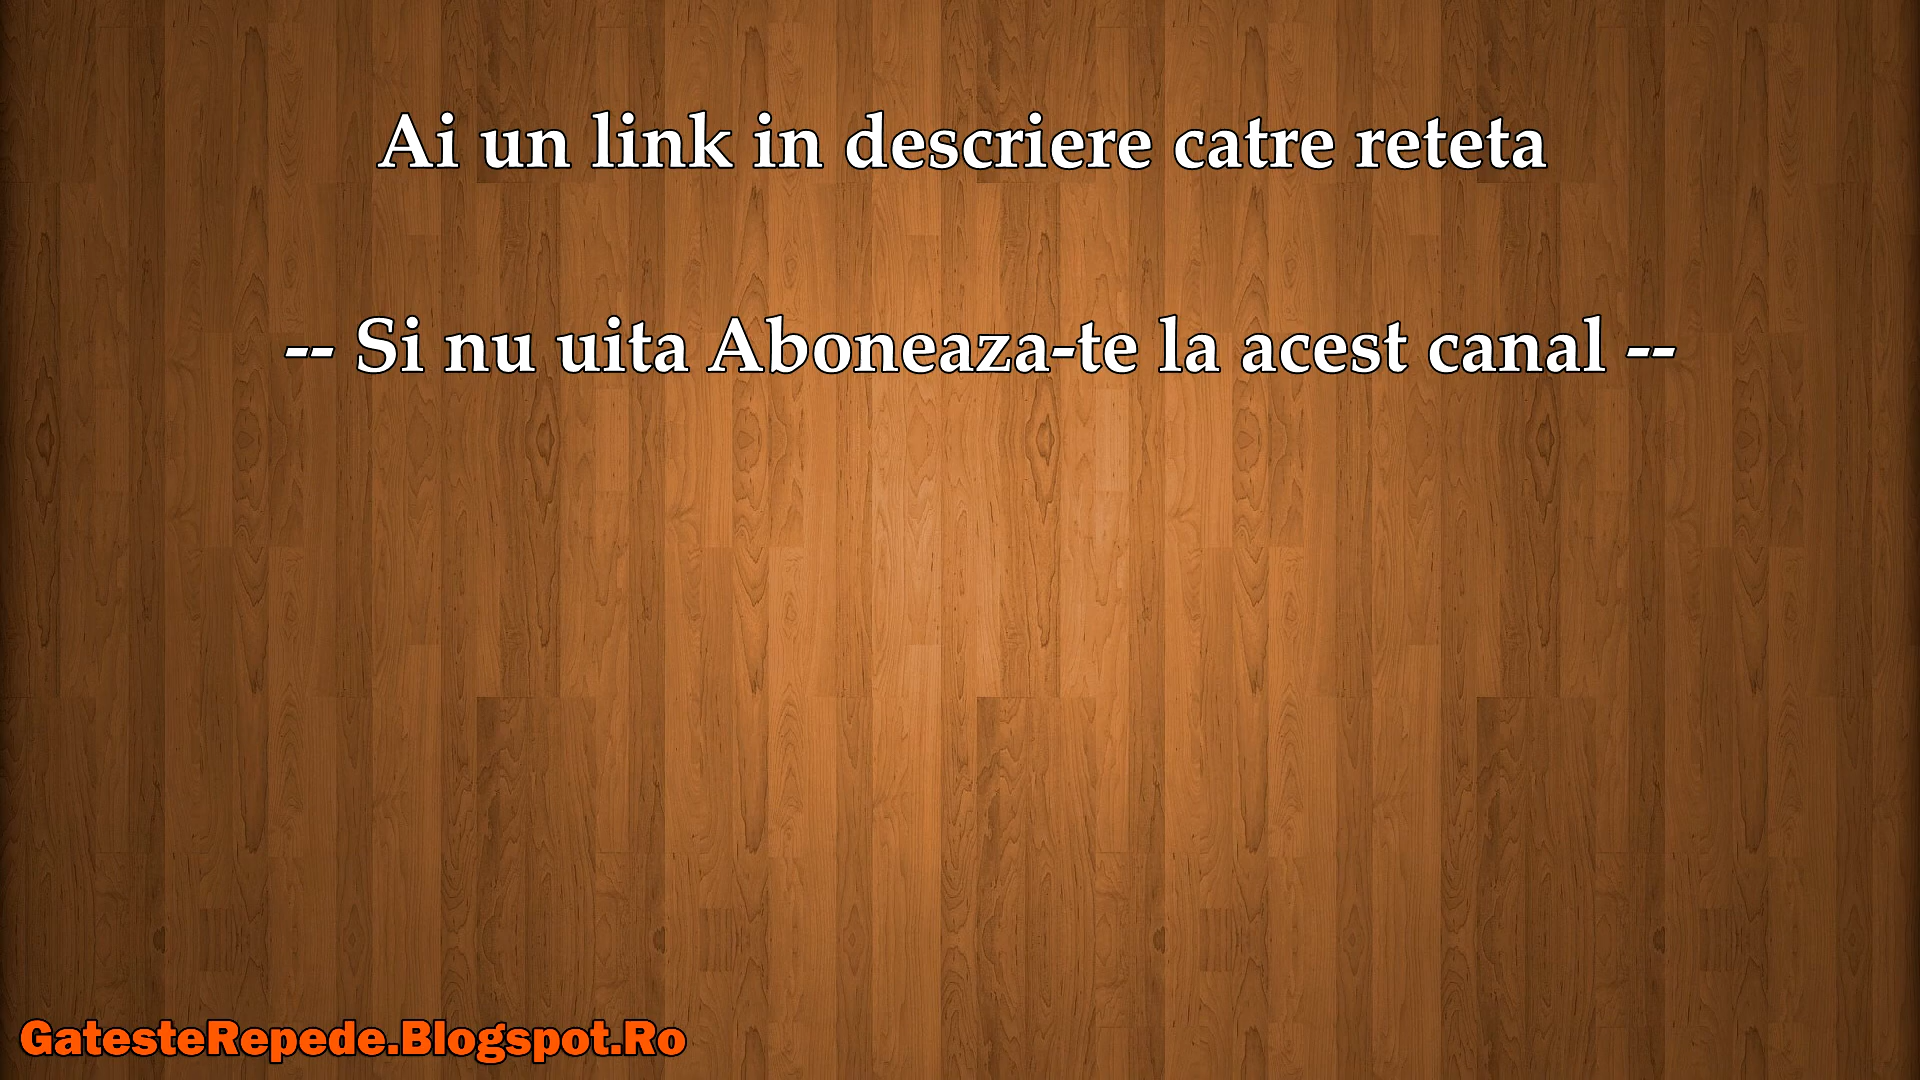 Ai un link in descriere catre reteta
-- Si nu uita Aboneaza-te la acest canal --
GatesteRepede.Blogspot.Ro